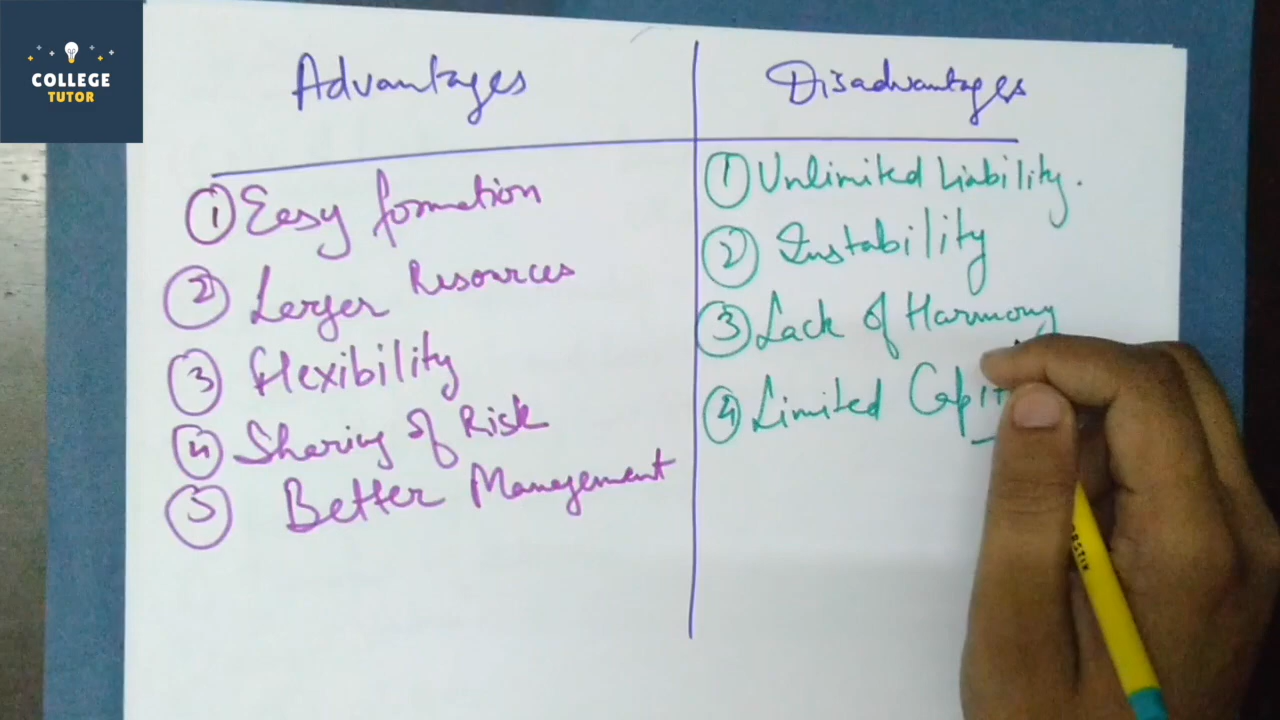 COLLEGE
TUTOR
Advantages
① Easy formation
② Larger Resources
③ Flexibility
④ Sharing of Risk
⑤ Better Management
Disadvantages
① Unlimited Liability.
② Instability
③ Lack of Harmony
④ Limited